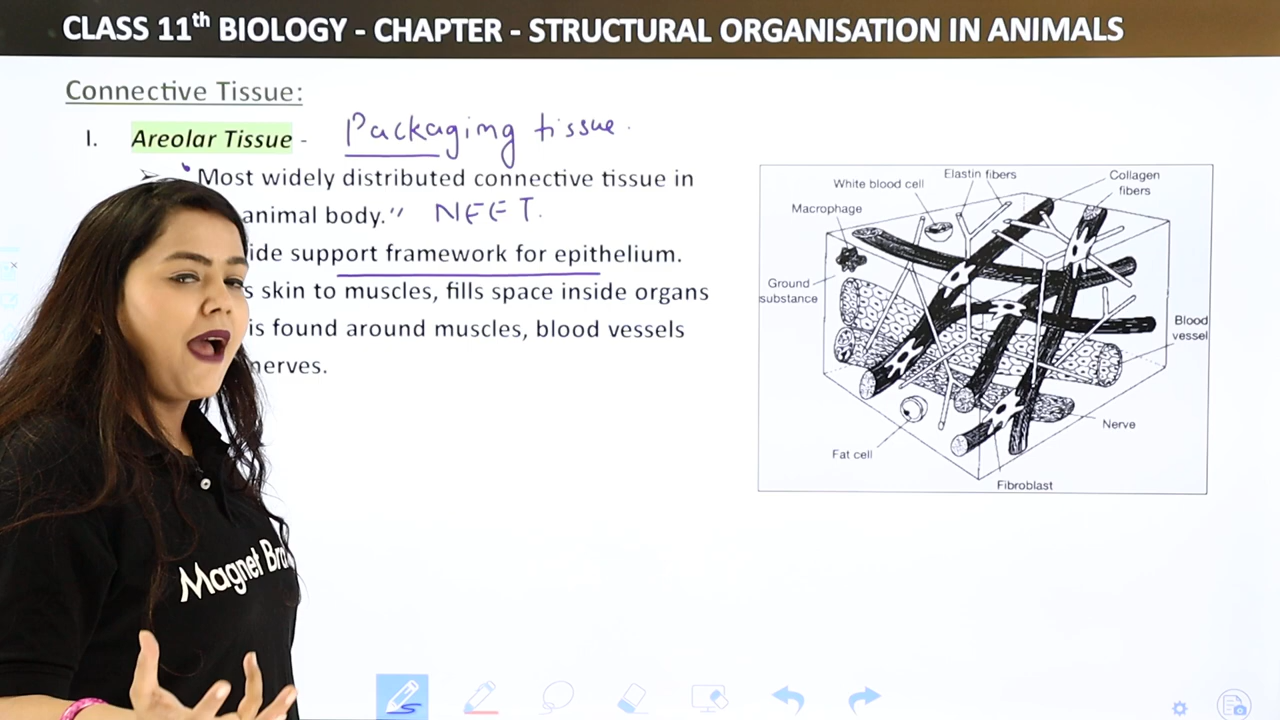 CLASS 11th BIOLOGY - CHAPTER - STRUCTURAL ORGANISATION IN ANIMALS
Connective Tissue:
I. Areolar Tissue - Packaging tissue.
➢ "Most widely distributed connective tissue in
animal body." NEET.
ide support framework for epithelium.
s skin to muscles, fills space inside organs
is found around muscles, blood vessels
nerves.
Elastin fibers
White blood cell
Collagen
fibers
Macrophage
Ground
substance
Blood
vessel
Nerve
Fat cell
Fibroblast
Magnet Bra